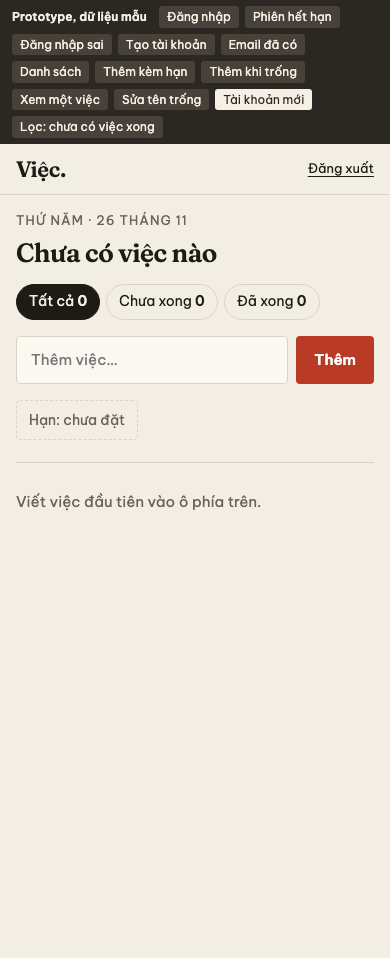 Prototype, dữ liệu mẫu Đăng nhập Phiên hết hạn
Đăng nhập sai Tạo tài khoản Email đã có
Danh sách Thêm kèm hạn Thêm khi trống
Xem một việc Sửa tên trống Tài khoản mới
Lọc: chưa có việc xong
Việc. Đăng xuất
THỨ NĂM · 26 THÁNG 11
Chưa có việc nào
Tất cả 0 Chưa xong 0 Đã xong 0
Thêm việc... Thêm
Hạn: chưa đặt
Viết việc đầu tiên vào ô phía trên.